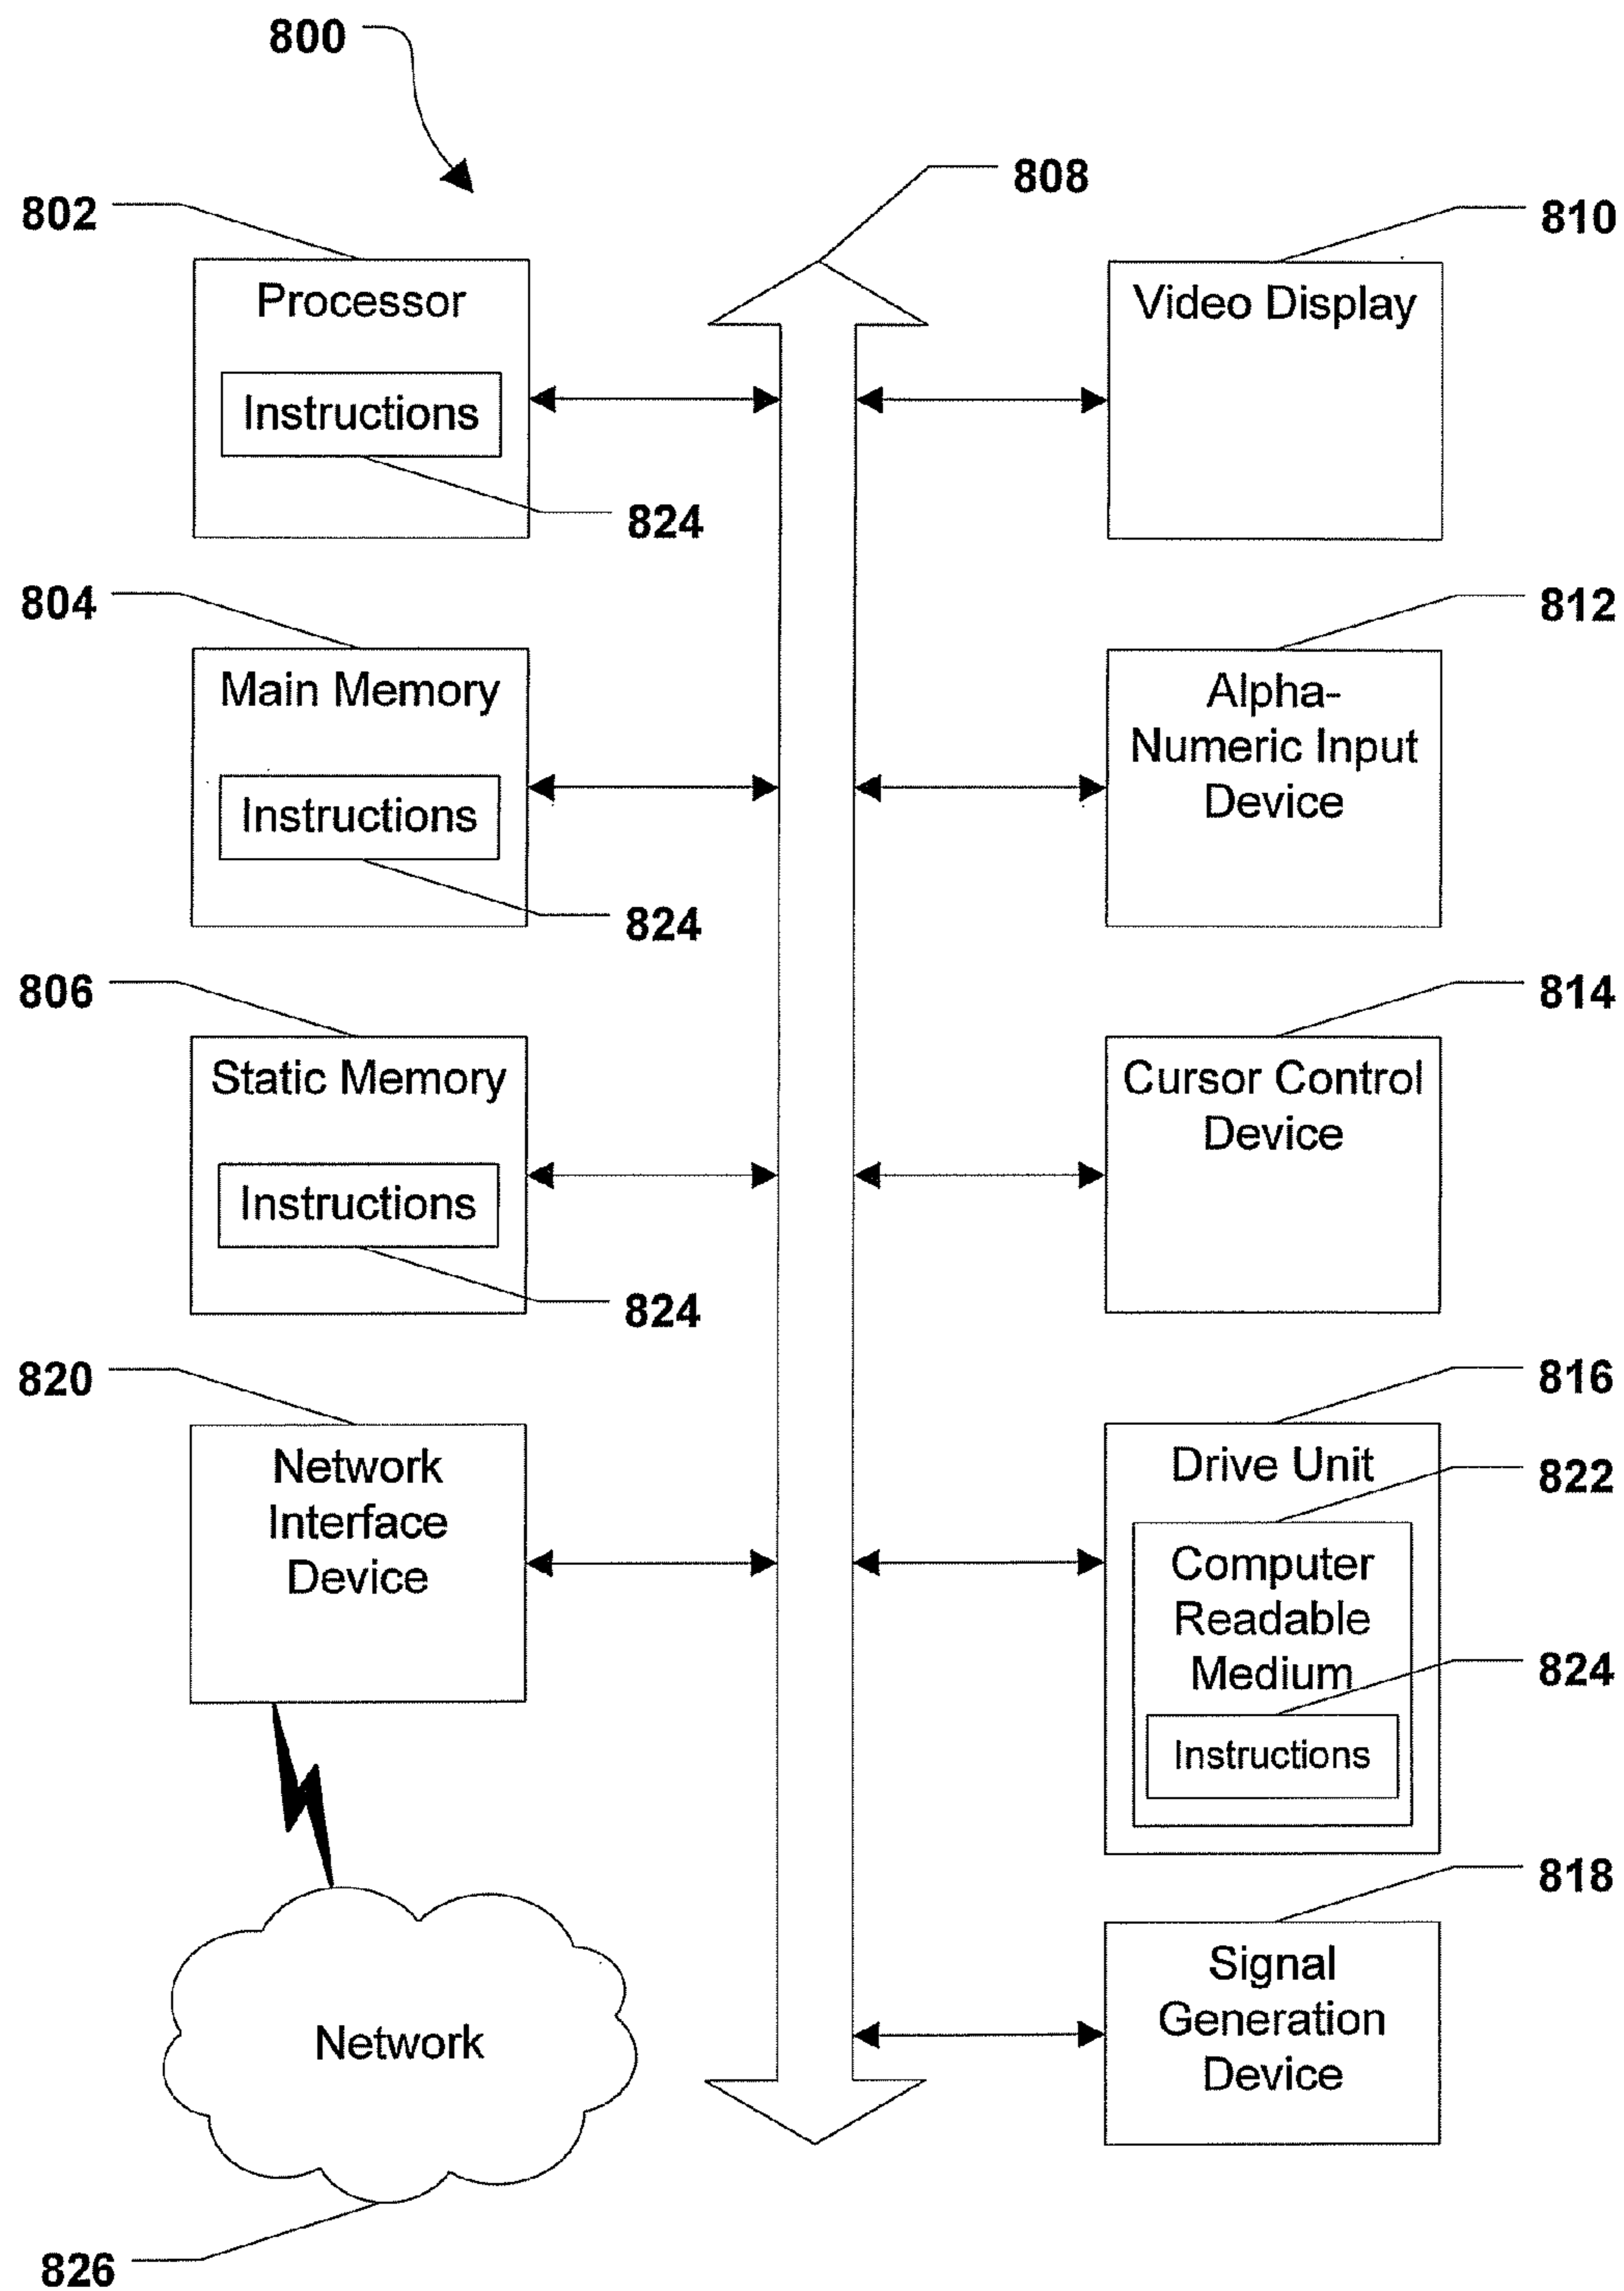 800
808
802
810
Processor
Video Display
Instructions
824
804
812
Main Memory
Alpha-
Numeric Input
Device
Instructions
824
806
814
Static Memory
Cursor Control
Device
Instructions
824
820
816
Network
Interface
Device
Drive Unit
822
Computer
Readable
Medium
824
Instructions
818
Signal
Generation
Device
Network
826